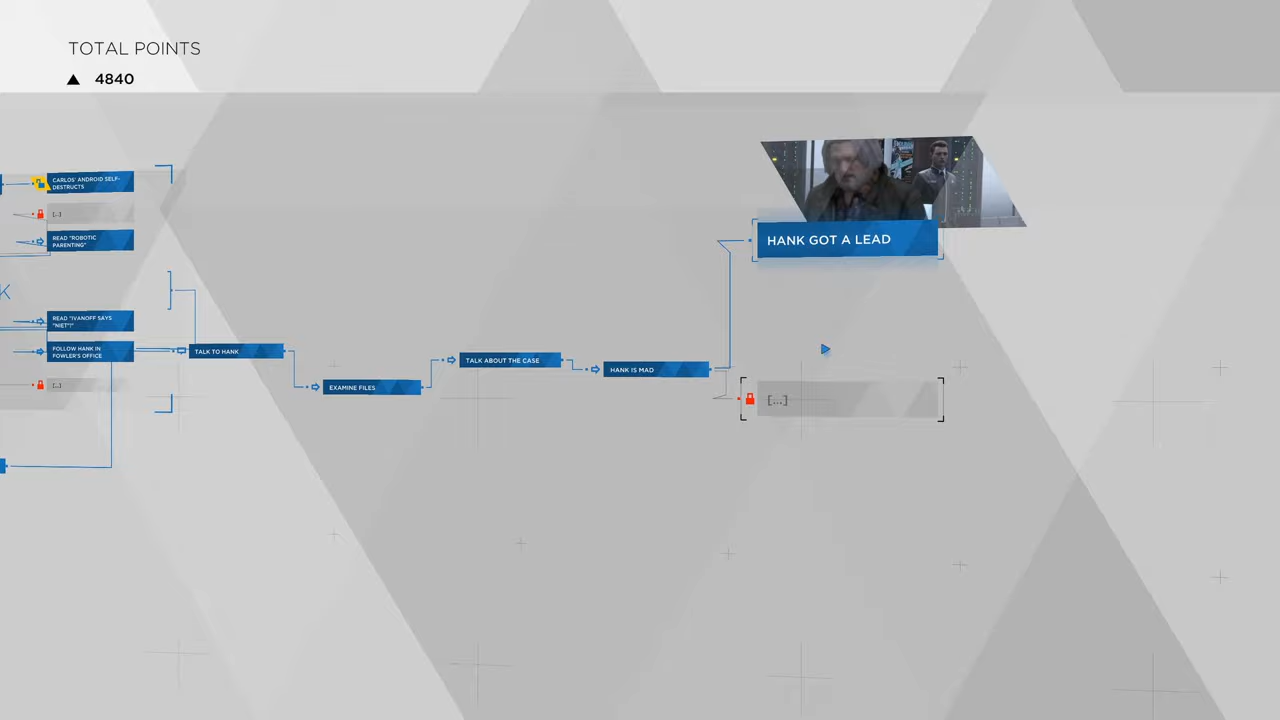 TOTAL POINTS
4840
CARLOS' ANDROID SELF-
DESTRUCTS
[...]
READ "ROBOTIC
PARENTING"
K
READ "IVANOFF SAYS
"NIET"!"
FOLLOW HANK IN
FOWLER'S OFFICE
[...]
TALK TO HANK
EXAMINE FILES
TALK ABOUT THE CASE
HANK IS MAD
HANK GOT A LEAD
[...]